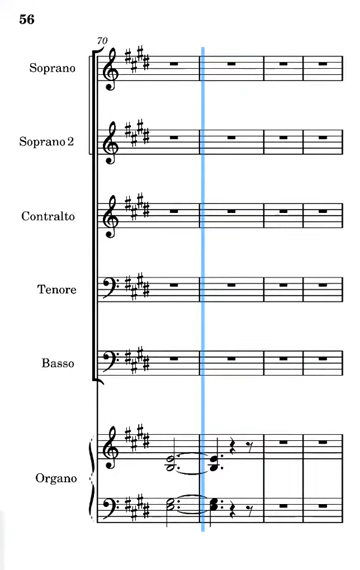 56
70
Soprano
Soprano 2
Contralto
Tenore
Basso
Organo